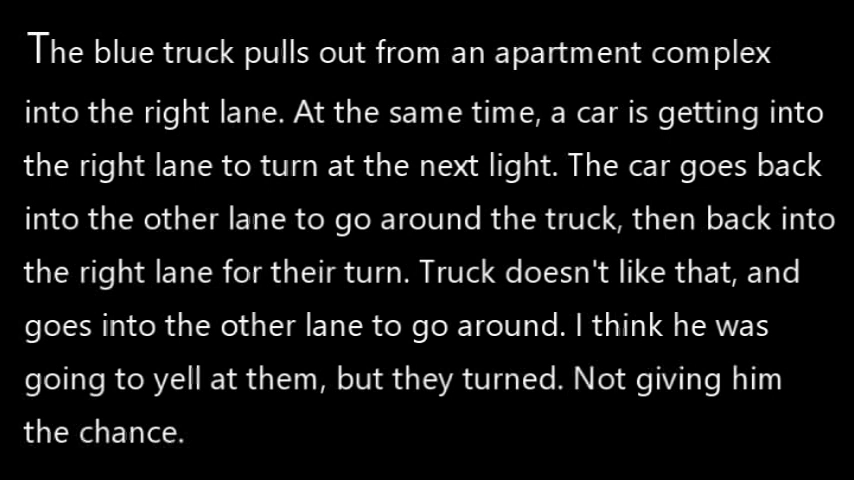 The blue truck pulls out from an apartment complex
into the right lane. At the same time, a car is getting into
the right lane to turn at the next light. The car goes back
into the other lane to go around the truck, then back into
the right lane for their turn. Truck doesn't like that, and
goes into the other lane to go around. I think he was
going to yell at them, but they turned. Not giving him
the chance.